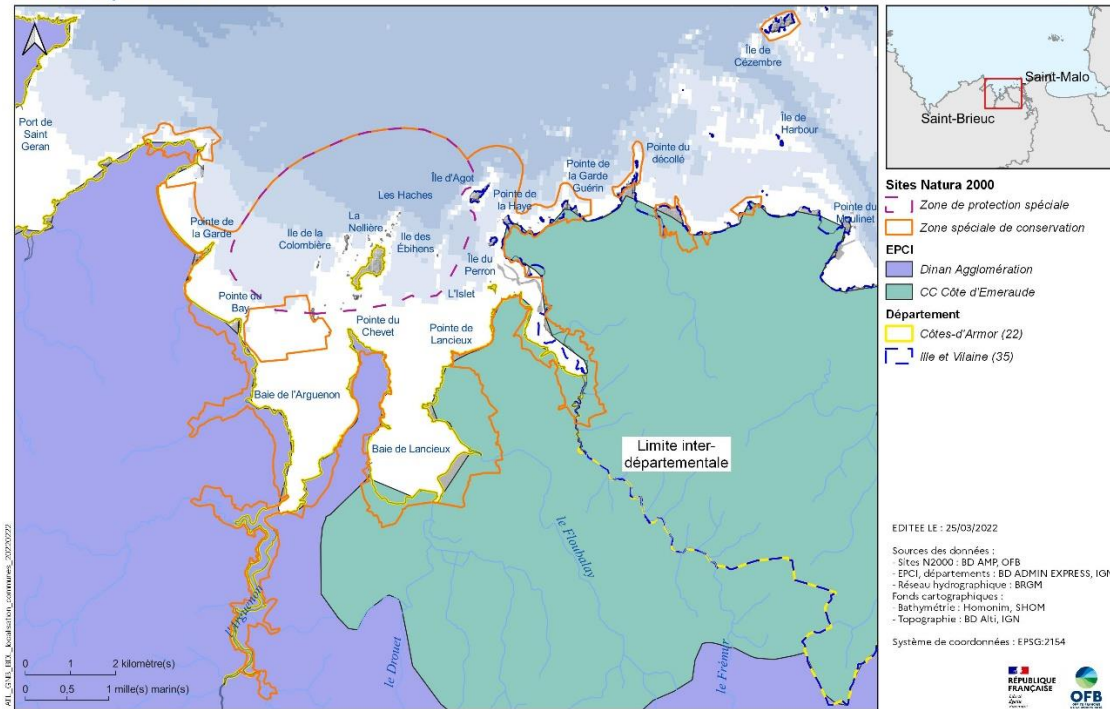 Île de
Cézembre
Port de
Saint
Geran
Île de
Harbour
Pointe du
décollé
Pointe de
la Garde
Guérin
Île d'Agot
Pointe de
la Haye
Les Haches
Pointe du
Moulinet
La
Nellière
Pointe de
la Garde
Ile de la
Colombière
Ile des
Ébihens
Île du
Perron
L'Islet
Pointe du
Bay
Pointe du
Chevet
Pointe de
Lancieux
Baie de l'Arguenon
Baie de Lancieux
Limite inter-
départementale
le Floubalay
l'Arguenon
le Drouet
le Frémur
0 1 2 kilomètre(s)
0 0,5 1 mille(s) marin(s)
Saint-Malo
Saint-Brieuc
Sites Natura 2000
Zone de protection spéciale
Zone spéciale de conservation
EPCI
Dinan Agglomération
CC Côte d'Emeraude
Département
Côtes-d'Armor (22)
Ille et Vilaine (35)
EDITEE LE : 25/03/2022
Sources des données :
- Sites N2000 : BD AMP, OFB
- EPCI, départements : BD ADMIN EXPRESS, IGN
- Réseau hydrographique : BRGM
Fonds cartographiques :
- Bathymétrie : Homonim, SHOM
- Topographie : BD Alti, IGN
Système de coordonnées : EPSG:2154
RÉPUBLIQUE
FRANÇAISE
OFB